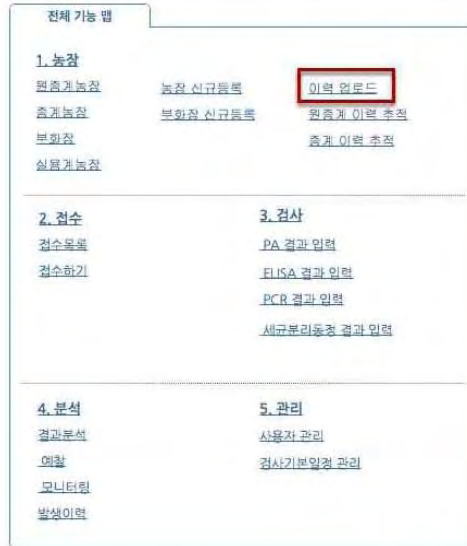 전체 기능 맵
1. 농장
원종계농장 농장 신규등록 이력 업로드
종계농장 부화장 신규등록 원종계 이력 추적
부화장 종계 이력 추적
실용계농장
2. 접수 3. 검사
접수목록 PA 결과 입력
접수하기 ELISA 결과 입력
PCR 결과 입력
세균분리동정 결과 입력
4. 분석 5. 관리
결과분석 사용자 관리
예찰 검사기본일정 관리
모니터링
발생이력